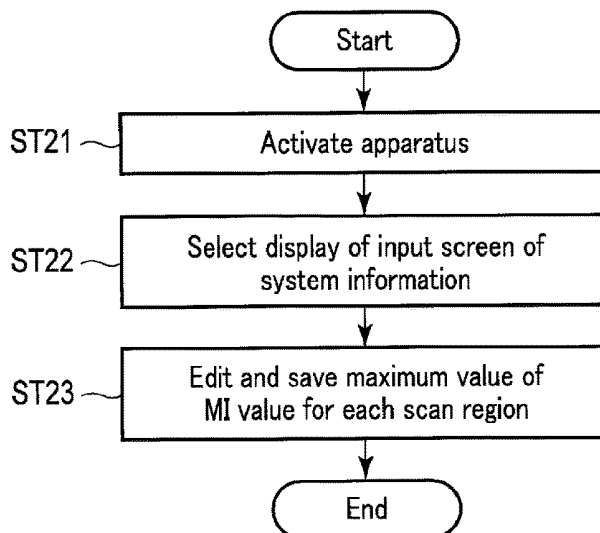 Start
ST21
Activate apparatus
ST22
Select display of input screen of
system information
ST23
Edit and save maximum value of
MI value for each scan region
End